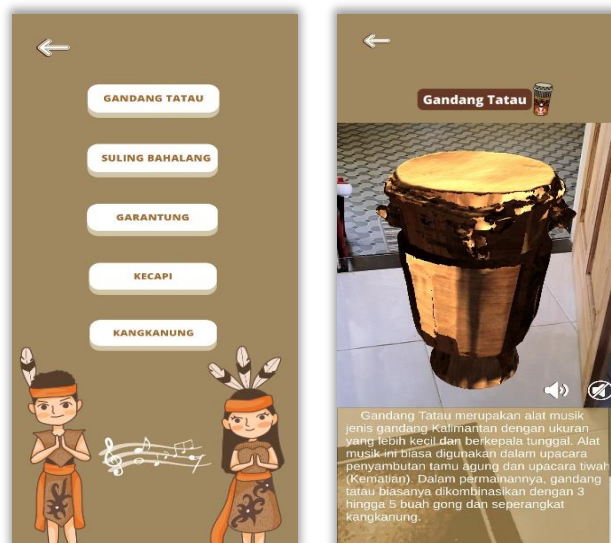 GANDANG TATAU
SULING BAHALANG
GARANTUNG
KECAPI
KANGKANUNG
Gandang Tatau
Gandang Tatau merupakan alat musik
jenis gandang Kalimantan dengan ukuran
yang lebih kecil dan berkepala tunggal. Alat
musik ini biasa digunakan dalam upacara
penyambutan tamu agung dan upacara tiwah
(Kematian). Dalam permainannya, gandang
tatau biasanya dikombinasikan dengan 3
hingga 5 buah gong dan seperangkat
kangkanung.